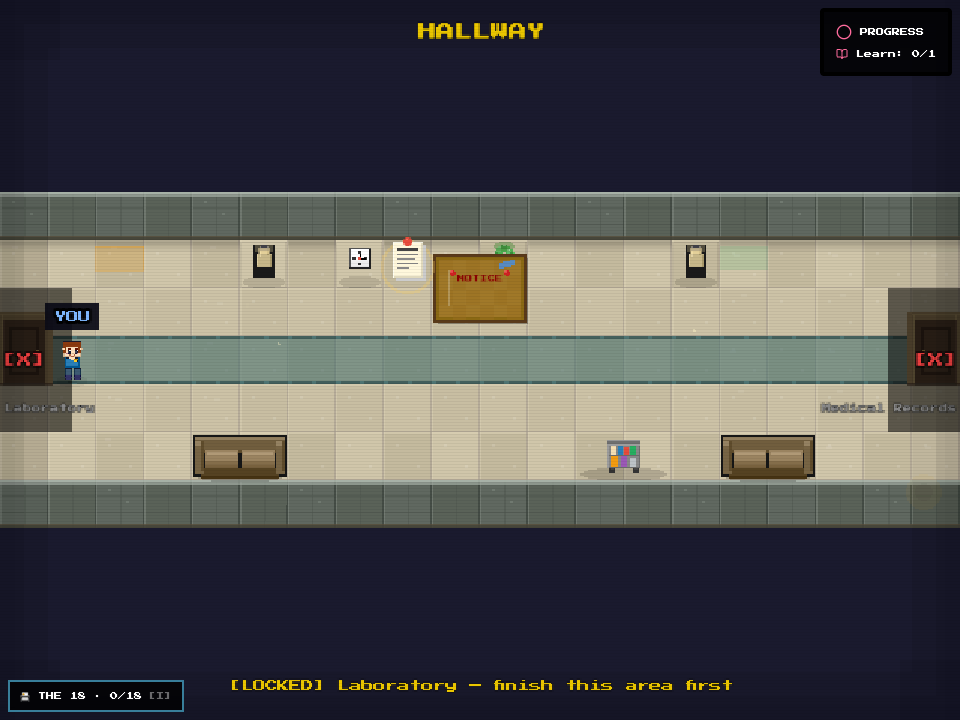 HALLWAY
PROGRESS
Learn: 0/1
NOTICE
YOU
[X]
[X]
Laboratory
Medical Records
[LOCKED] Laboratory — finish this area first
THE 18 · 0/18 [I]